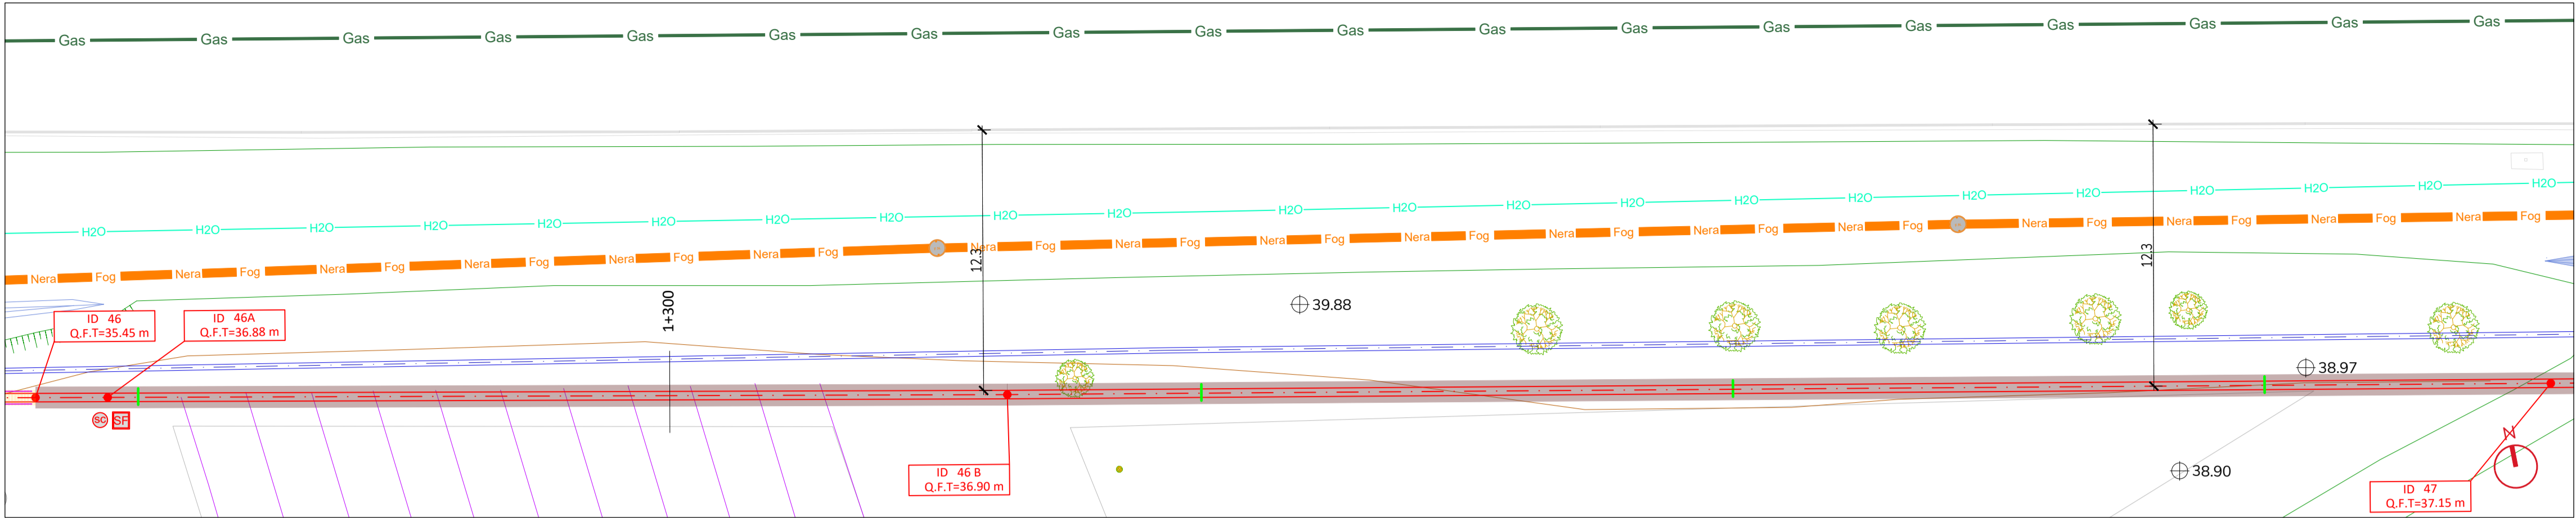 Gas Gas Gas Gas Gas Gas Gas Gas Gas Gas Gas Gas Gas Gas Gas Gas Gas Gas
H2O H2O H2O H2O H2O H2O H2O H2O H2O H2O H2O H2O H2O H2O H2O H2O H2O H2O H2O H2O H2O H2O
Nera Fog Nera Fog Nera Fog Nera Fog Nera Fog Nera Fog Nera Fog Nera Fog Nera Fog Nera Fog Nera Fog Nera Fog Nera Fog Nera Fog Nera Fog Nera Fog Nera Fog Nera Fog
12.3
12.3
1+300
39.88
ID 46
Q.F.T=35.45 m
ID 46A
Q.F.T=36.88 m
38.97
SC SF
N
ID 46 B
Q.F.T=36.90 m
38.90
ID 47
Q.F.T=37.15 m